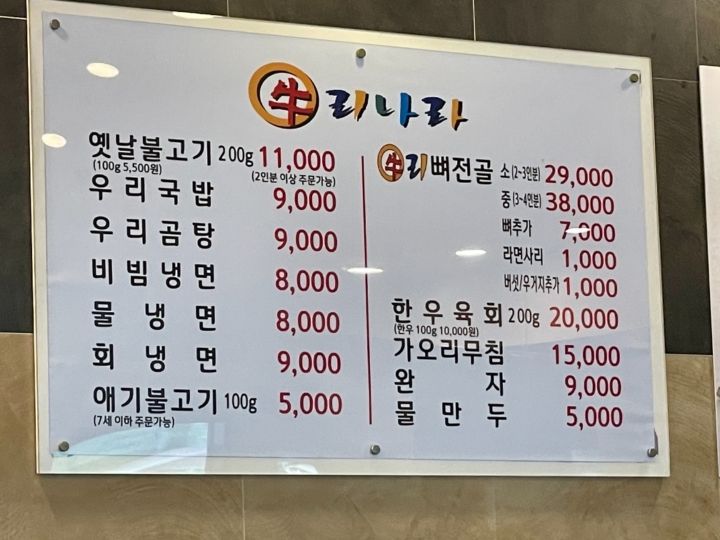 牛리나라
옛날불고기 200g 11,000
(100g 5,500원) (2인분 이상 주문가능)
우리국밥 9,000
우리곰탕 9,000
비빔냉면 8,000
물냉면 8,000
회냉면 9,000
애기불고기 100g 5,000
(7세 이하 주문가능)
牛리뼈전골 소(2~3인분) 29,000
중(3~4인분) 38,000
뼈추가 7,000
라면사리 1,000
버섯/우거지추가 1,000
한우육회 200g 20,000
(한우 100g 10,000원)
가오리무침 15,000
완자 9,000
물만두 5,000